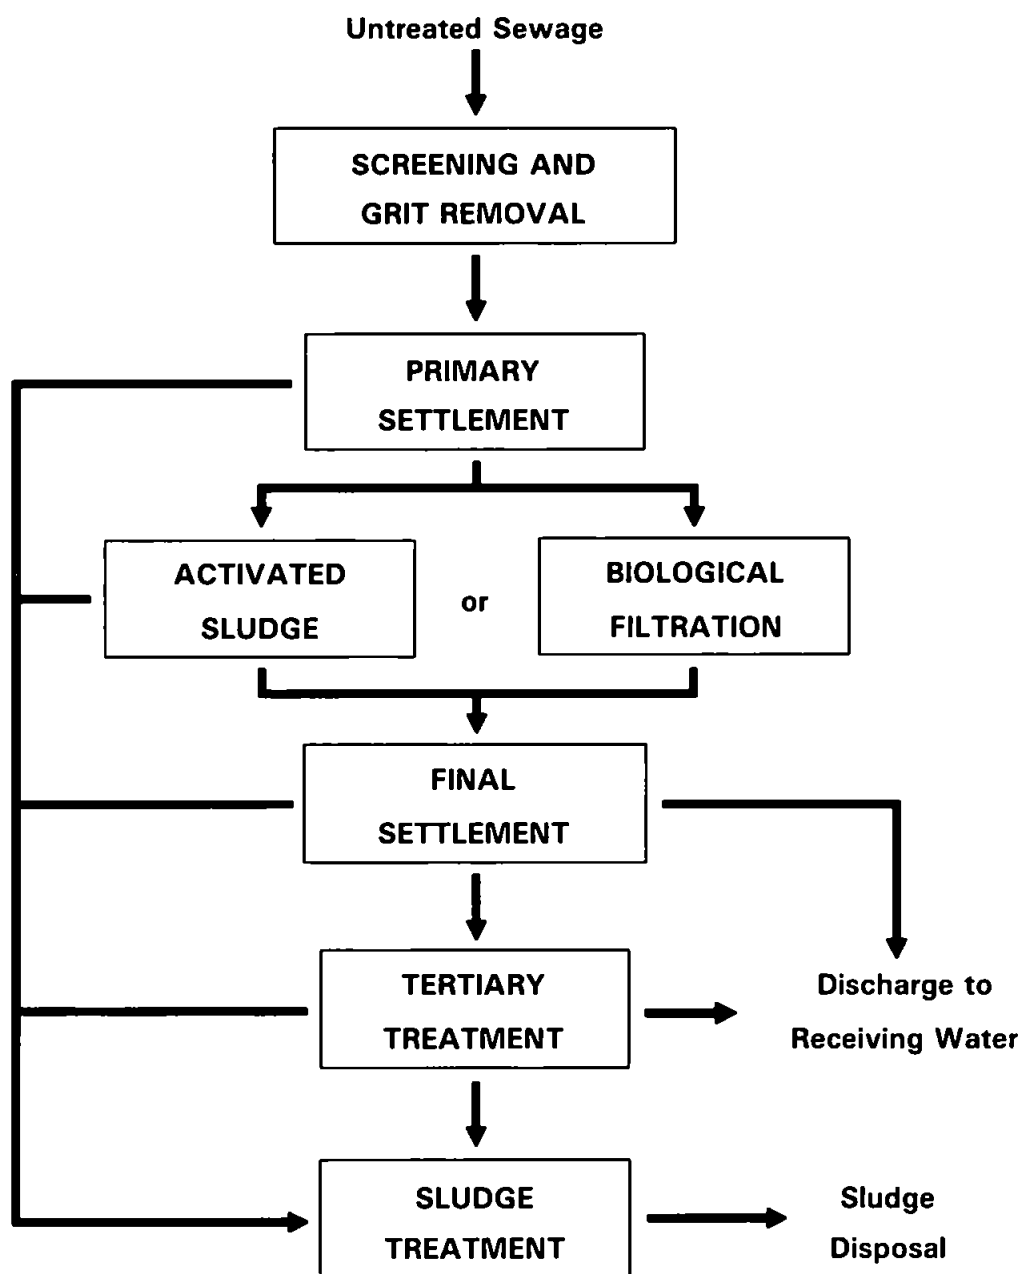 Untreated Sewage
SCREENING AND
GRIT REMOVAL
PRIMARY
SETTLEMENT
ACTIVATED
SLUDGE
or
BIOLOGICAL
FILTRATION
FINAL
SETTLEMENT
TERTIARY
TREATMENT
Discharge to
Receiving Water
SLUDGE
TREATMENT
Sludge
Disposal